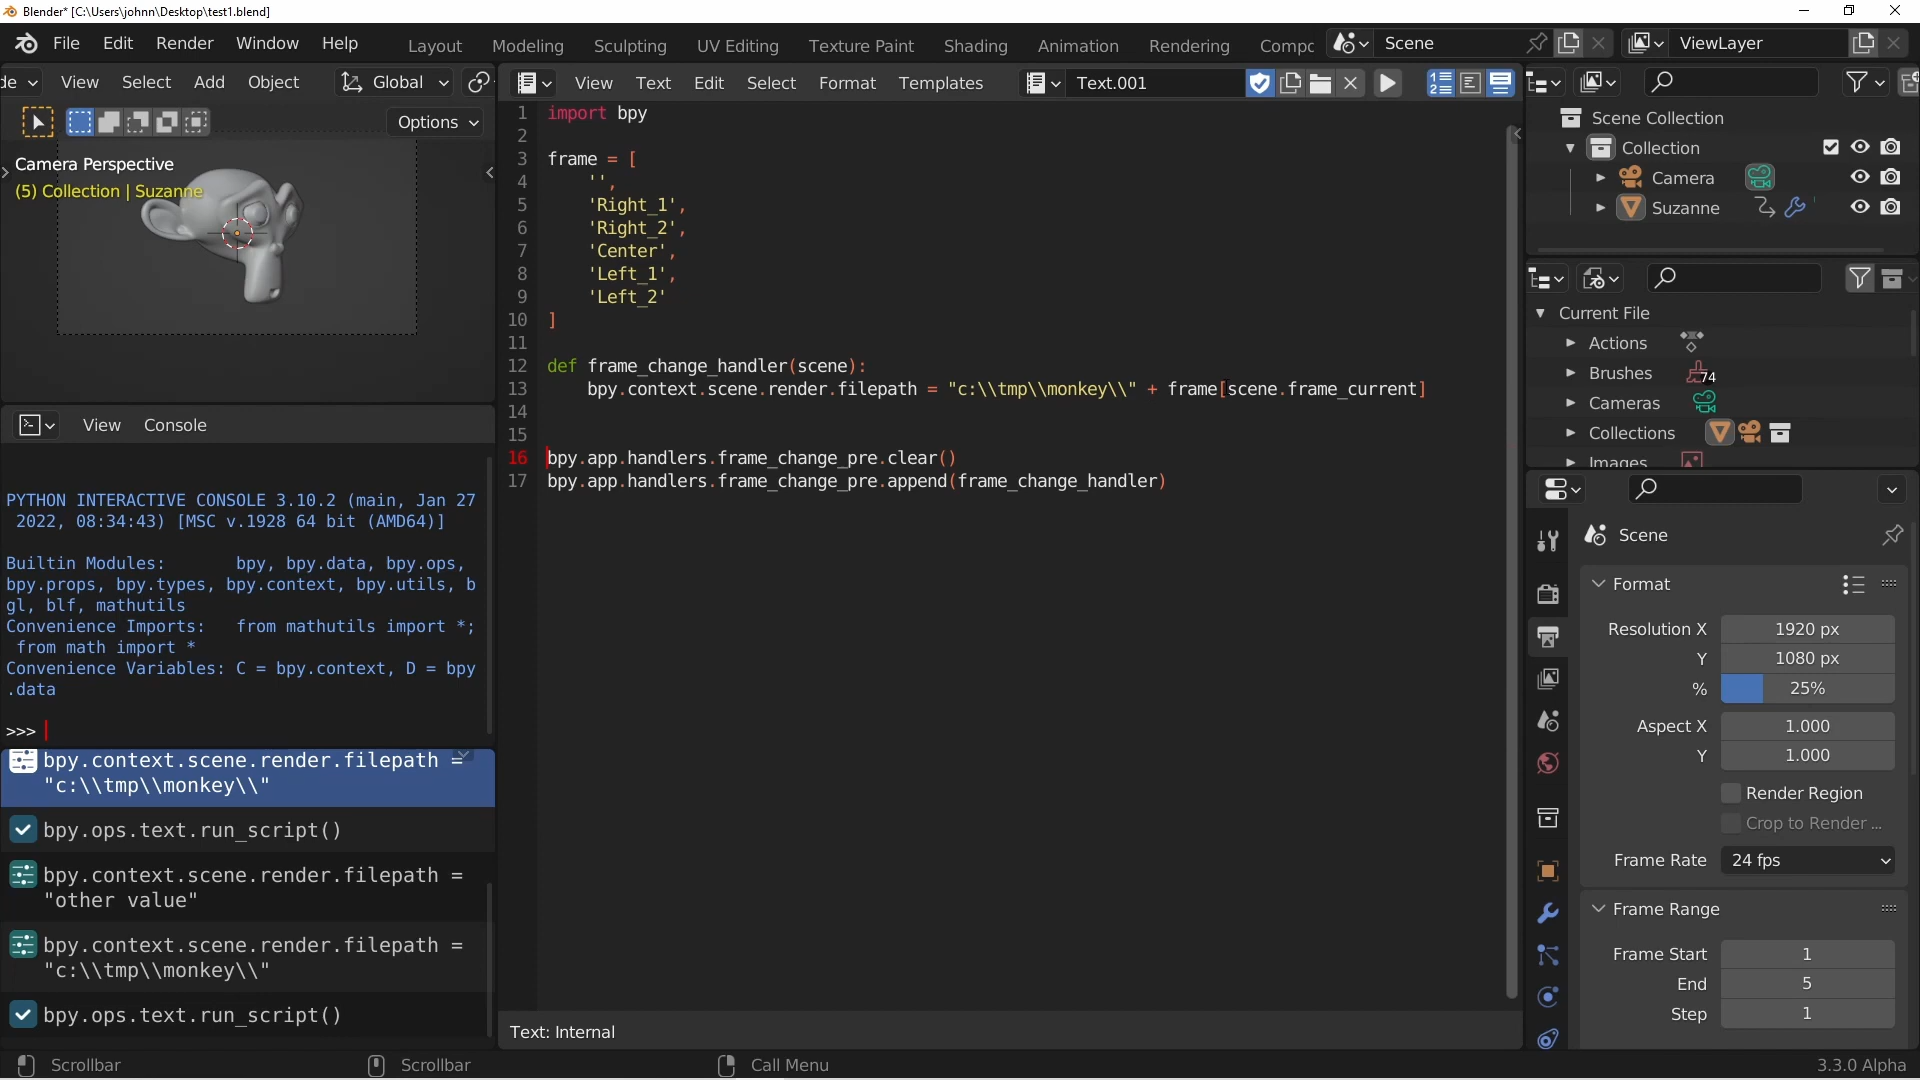 Blender* [C:\Users\johnn\Desktop\test1.blend]
File Edit Render Window Help Layout Modeling Sculpting UV Editing Texture Paint Shading Animation Rendering Compc Scene ViewLayer
de View Select Add Object Global
View Text Edit Select Format Templates Text.001
Options
Camera Perspective
(5) Collection | Suzanne
1 import bpy
2
3 frame = [
4 '',
5 'Right_1',
6 'Right_2',
7 'Center',
8 'Left_1',
9 'Left_2'
10 ]
11
12 def frame_change_handler(scene):
13 bpy.context.scene.render.filepath = "c:\\tmp\\monkey\\" + frame[scene.frame_current]
14
15
16 bpy.app.handlers.frame_change_pre.clear()
17 bpy.app.handlers.frame_change_pre.append(frame_change_handler)
Text: Internal
View Console
PYTHON INTERACTIVE CONSOLE 3.10.2 (main, Jan 27
2022, 08:34:43) [MSC v.1928 64 bit (AMD64)]
Builtin Modules: bpy, bpy.data, bpy.ops,
bpy.props, bpy.types, bpy.context, bpy.utils, b
gl, blf, mathutils
Convenience Imports: from mathutils import *;
from math import *
Convenience Variables: C = bpy.context, D = bpy
.data
>>>
bpy.context.scene.render.filepath =
"c:\\tmp\\monkey\\"
bpy.ops.text.run_script()
bpy.context.scene.render.filepath =
"other value"
bpy.context.scene.render.filepath =
"c:\\tmp\\monkey\\"
bpy.ops.text.run_script()
Scene Collection
Collection
Camera
Suzanne
Current File
Actions
Brushes 74
Cameras
Collections
Images
Scene
Format
Resolution X 1920 px
Y 1080 px
% 25%
Aspect X 1.000
Y 1.000
Render Region
Crop to Render ...
Frame Rate 24 fps
Frame Range
Frame Start 1
End 5
Step 1
Scrollbar Scrollbar Call Menu 3.3.0 Alpha